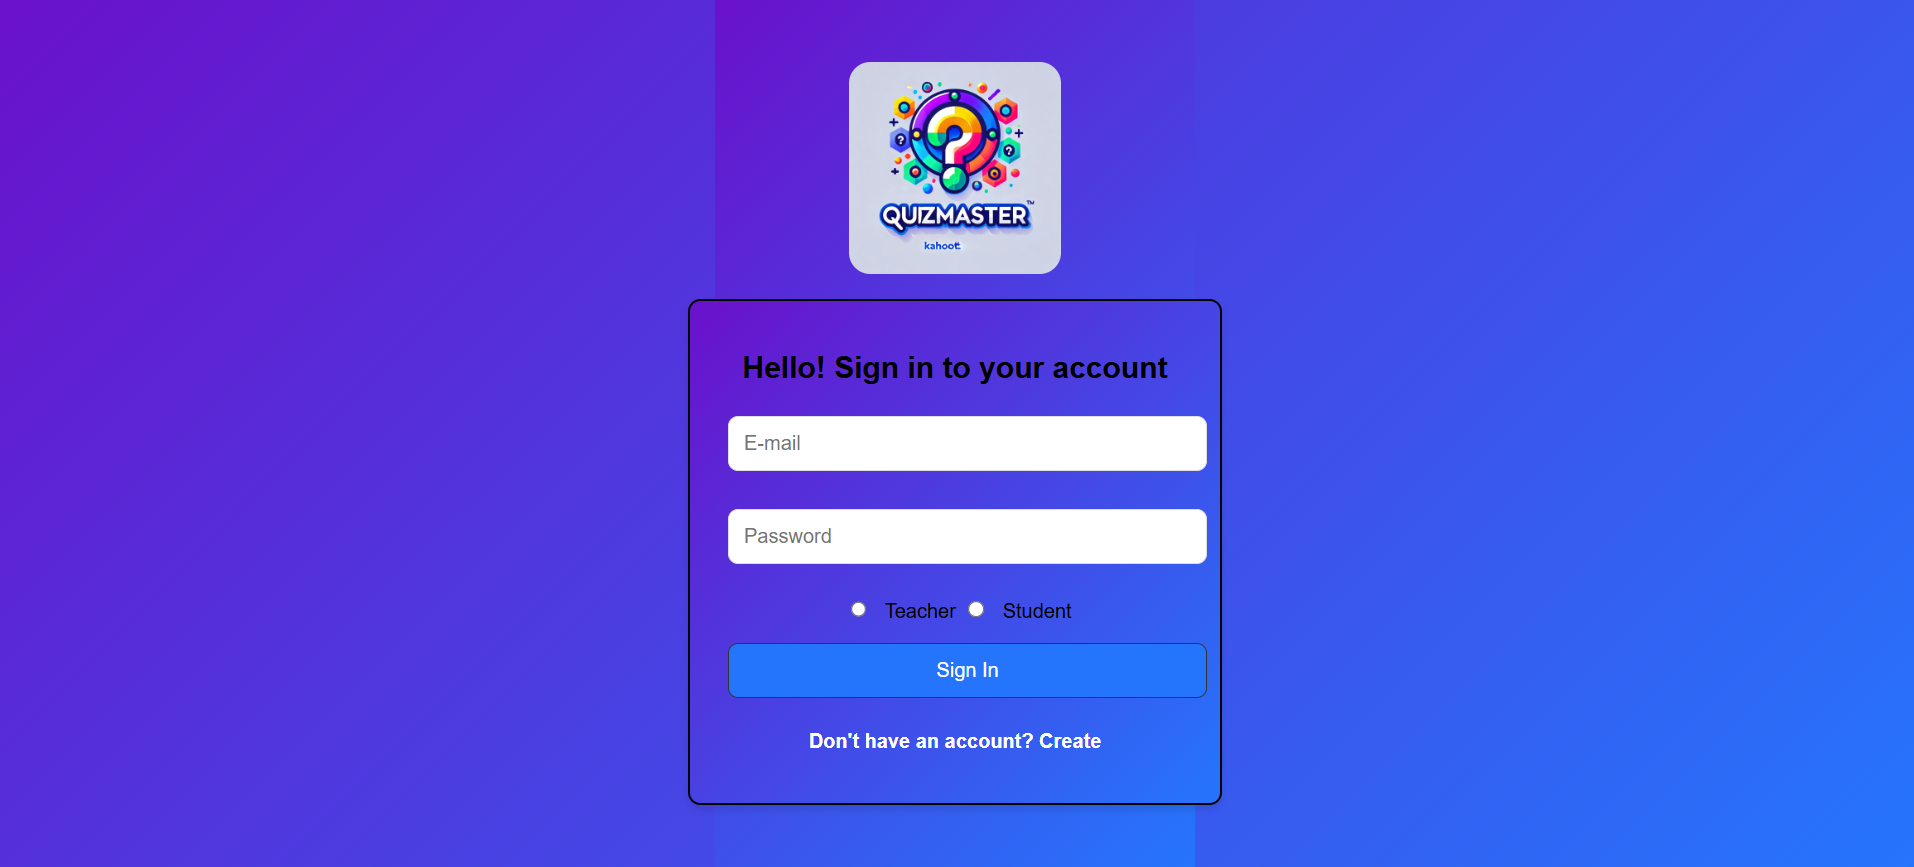 QUIZMASTER™
kahoot!
Hello! Sign in to your account
E-mail
Password
Teacher Student
Sign In
Don't have an account? Create